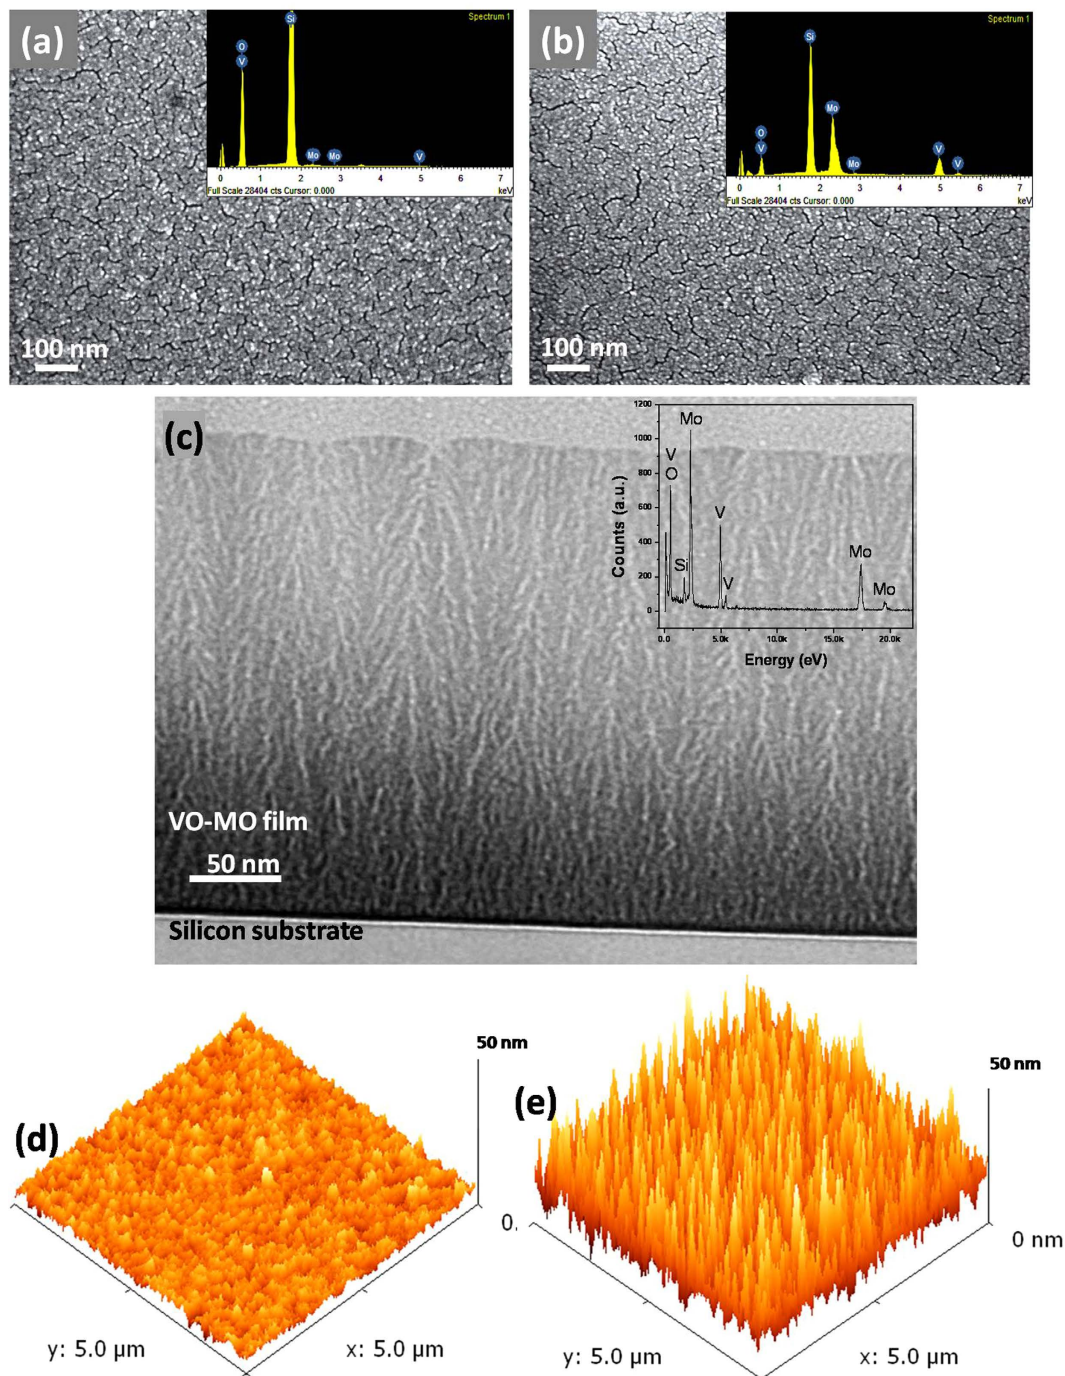 (a)
Spectrum 1
Si
O
V
Mo
Mo
V
0 1 2 3 4 5 6 7
Full Scale 28404 cts Cursor: 0.000
keV
100 nm
(b)
Spectrum 1
Si
Mo
O
V
Mo
V
V
0 1 2 3 4 5 6 7
Full Scale 28404 cts Cursor: 0.000
keV
100 nm
(c)
1200
1000
800
600
400
200
0
Counts (a.u.)
Mo
V
O
Si
V
V
Mo
Mo
0.0 5.0k 10.0k 15.0k 20.0k
Energy (eV)
VO-MO film
50 nm
Silicon substrate
(d)
50 nm
0.
y: 5.0 µm
x: 5.0 µm
(e)
50 nm
0 nm
y: 5.0 µm
x: 5.0 µm